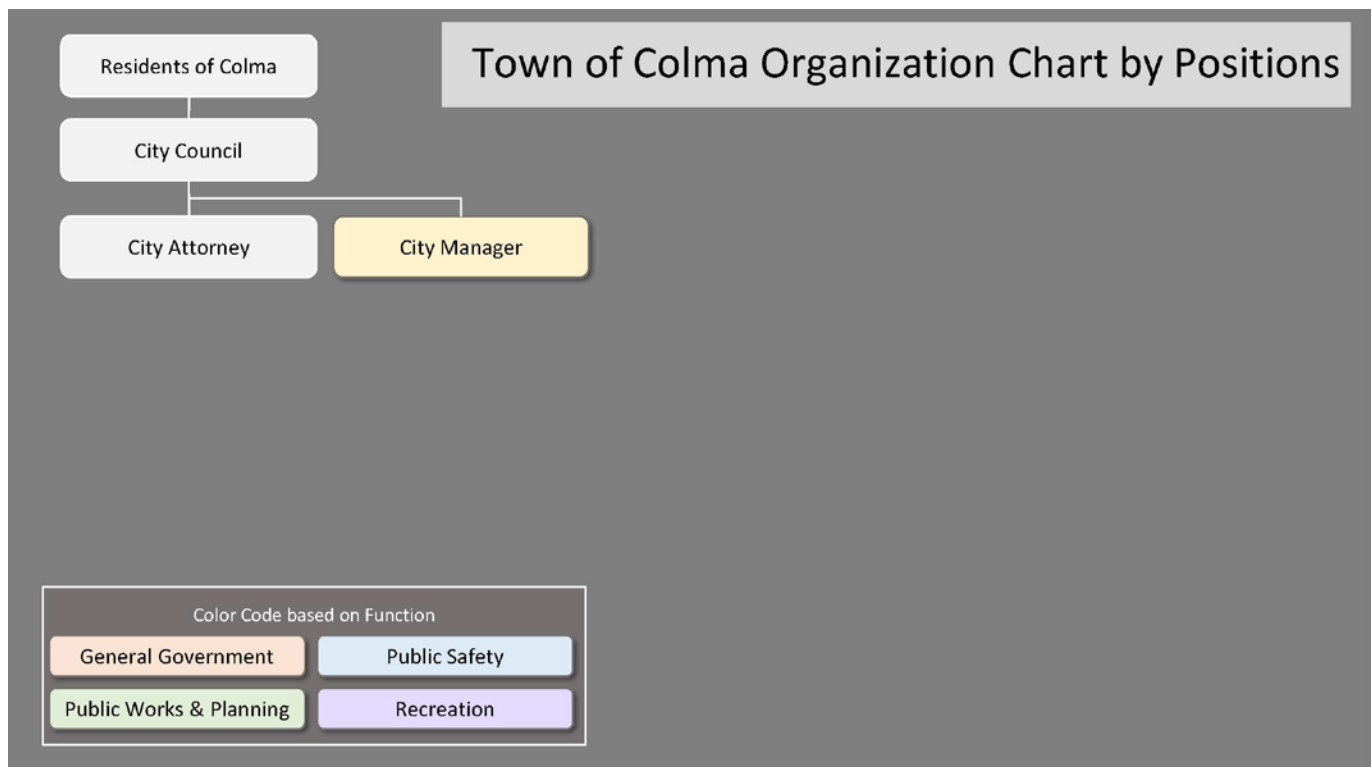 Town of Colma Organization Chart by Positions
Residents of Colma
City Council
City Attorney
City Manager
Color Code based on Function
General Government
Public Safety
Public Works & Planning
Recreation